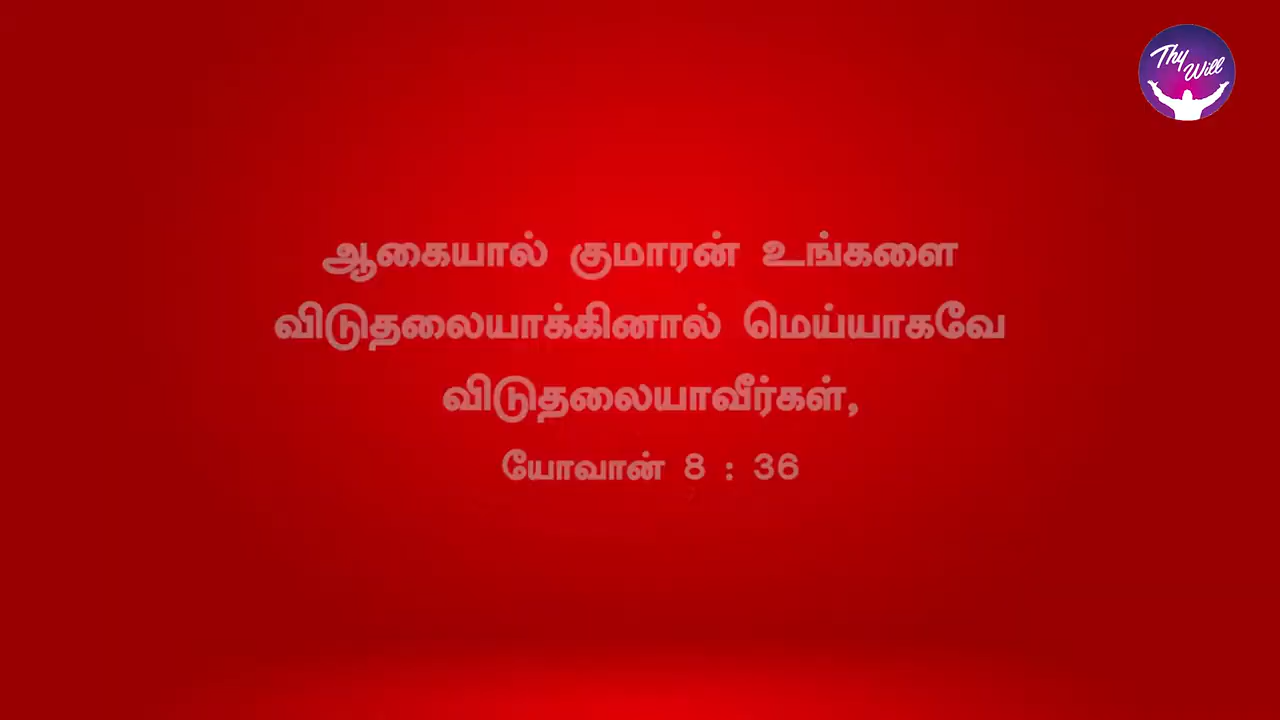 Thy
Will
ஆகையால் குமாரன் உங்களை
விடுதலையாக்கினால் மெய்யாகவே
விடுதலையாவீர்கள்,
யோவான் 8 : 36